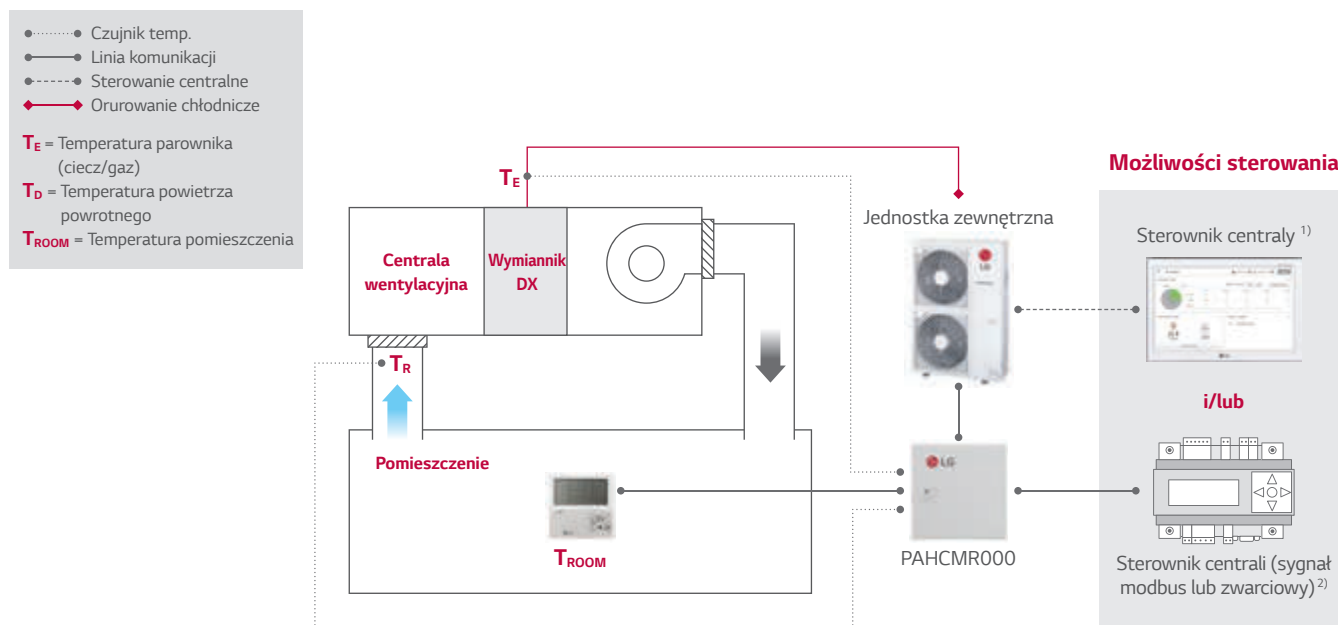 Czujnik temp.
Linia komunikacji
Sterowanie centralne
Orurowanie chłodnicze
TE = Temperatura parownika
(ciecz/gaz)
TD = Temperatura powietrza
powrotnego
TROOM = Temperatura pomieszczenia
TE
Centrala
wentylacyjna
Wymiannik
DX
TR
Pomieszczenie
TROOM
Jednostka zewnętrzna
LG
LG
PAHCMR000
Możliwości sterowania
Sterownik centraly 1)
i/lub
Sterownik centrali (sygnał
modbus lub zwarciowy) 2)